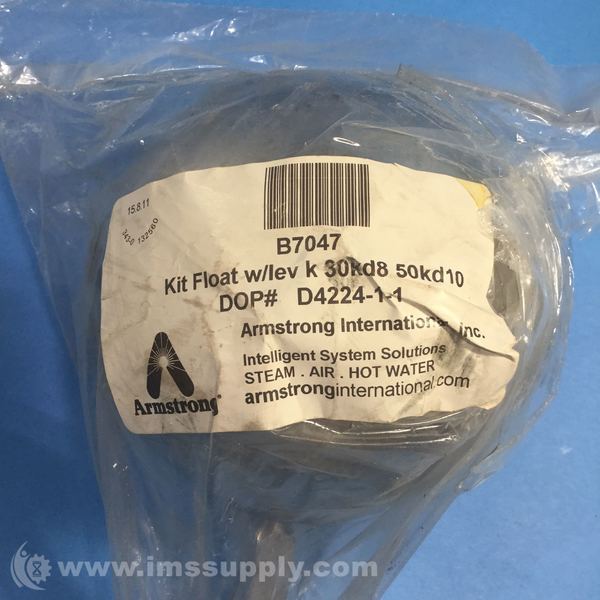 15.8.11
B7047
Kit Float w/lev k 30kd8 50kd10
DOP# D4224-1-1
Armstrong International, Inc.
Intelligent System Solutions
STEAM . AIR . HOT WATER
armstronginternational.com
Armstrong
www.imssupply.com